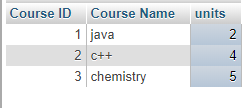 Course ID Course Name units
1 java 2
2 c++ 4
3 chemistry 5